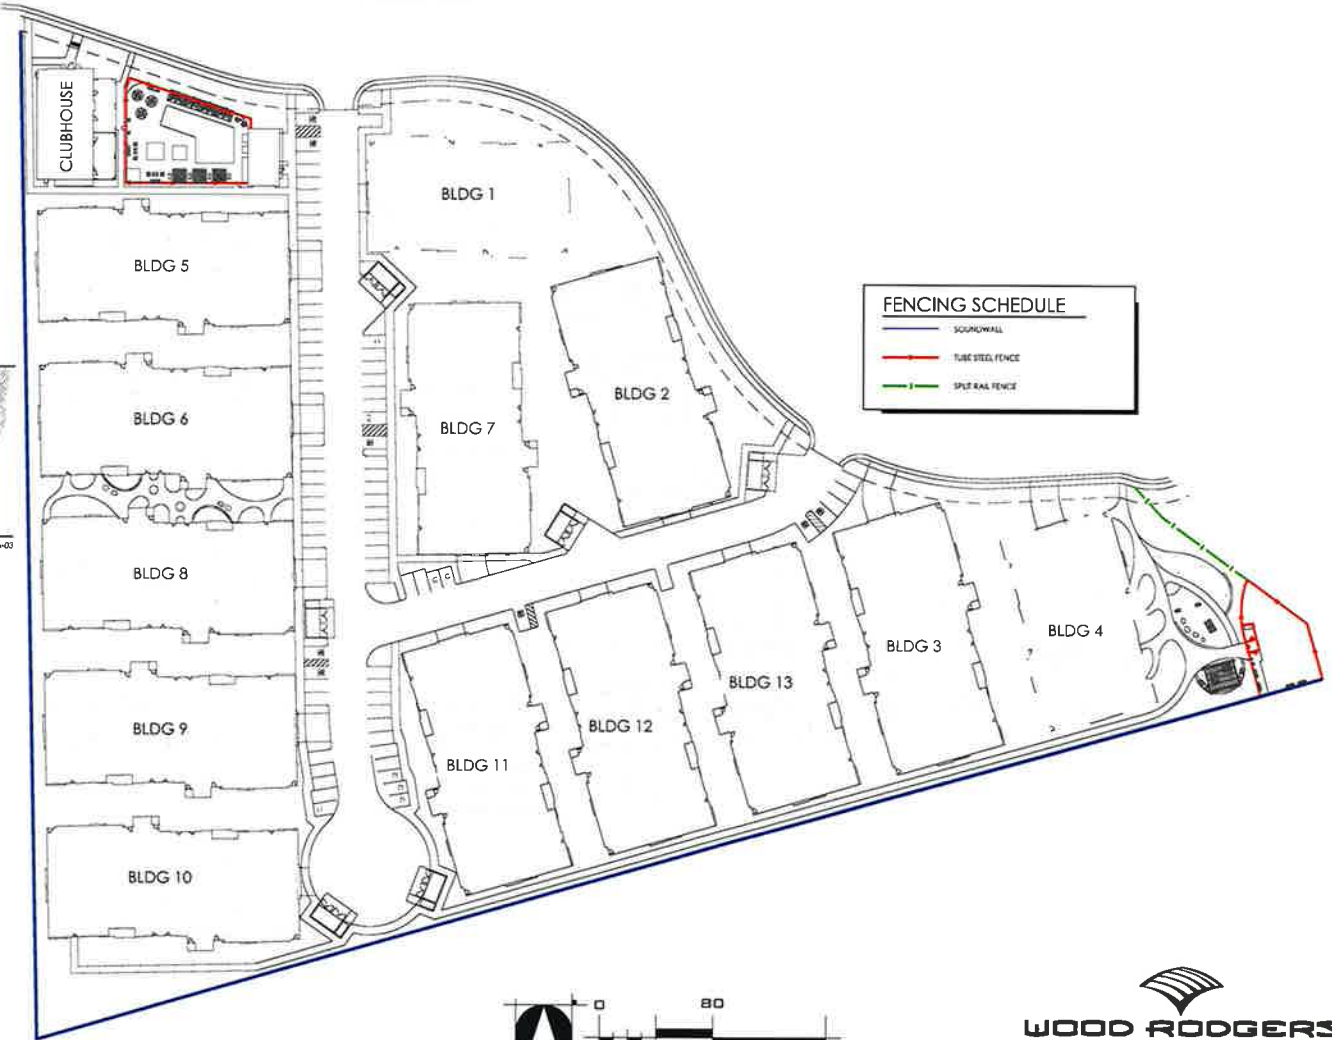 CLUBHOUSE
BLDG 1
BLDG 5
BLDG 2
BLDG 6
BLDG 7
FENCING SCHEDULE
SOUNDWALL
TUBE STEEL FENCE
SPLIT RAIL FENCE
BLDG 8
BLDG 3
BLDG 4
BLDG 13
BLDG 9
BLDG 12
BLDG 11
BLDG 10
0 80
WOOD RODGERS